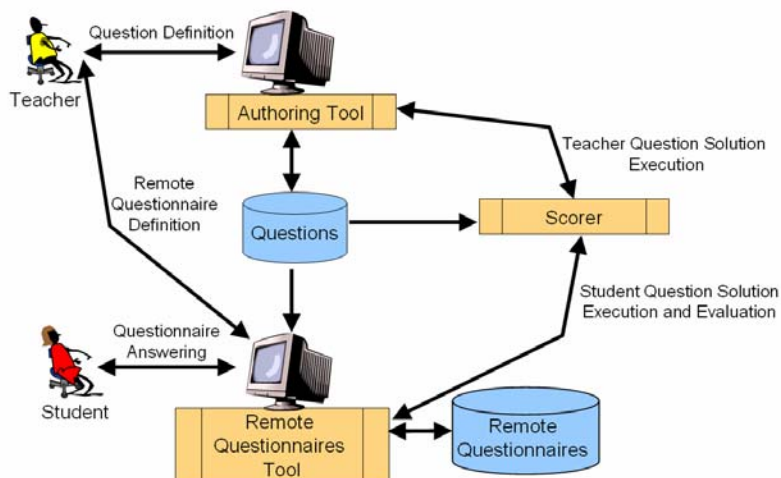 Question Definition
Teacher
Authoring Tool
Teacher Question Solution
Execution
Remote
Questionnaire
Definition
Questions
Scorer
Student Question Solution
Execution and Evaluation
Questionnaire
Answering
Student
Remote
Questionnaires
Tool
Remote
Questionnaires